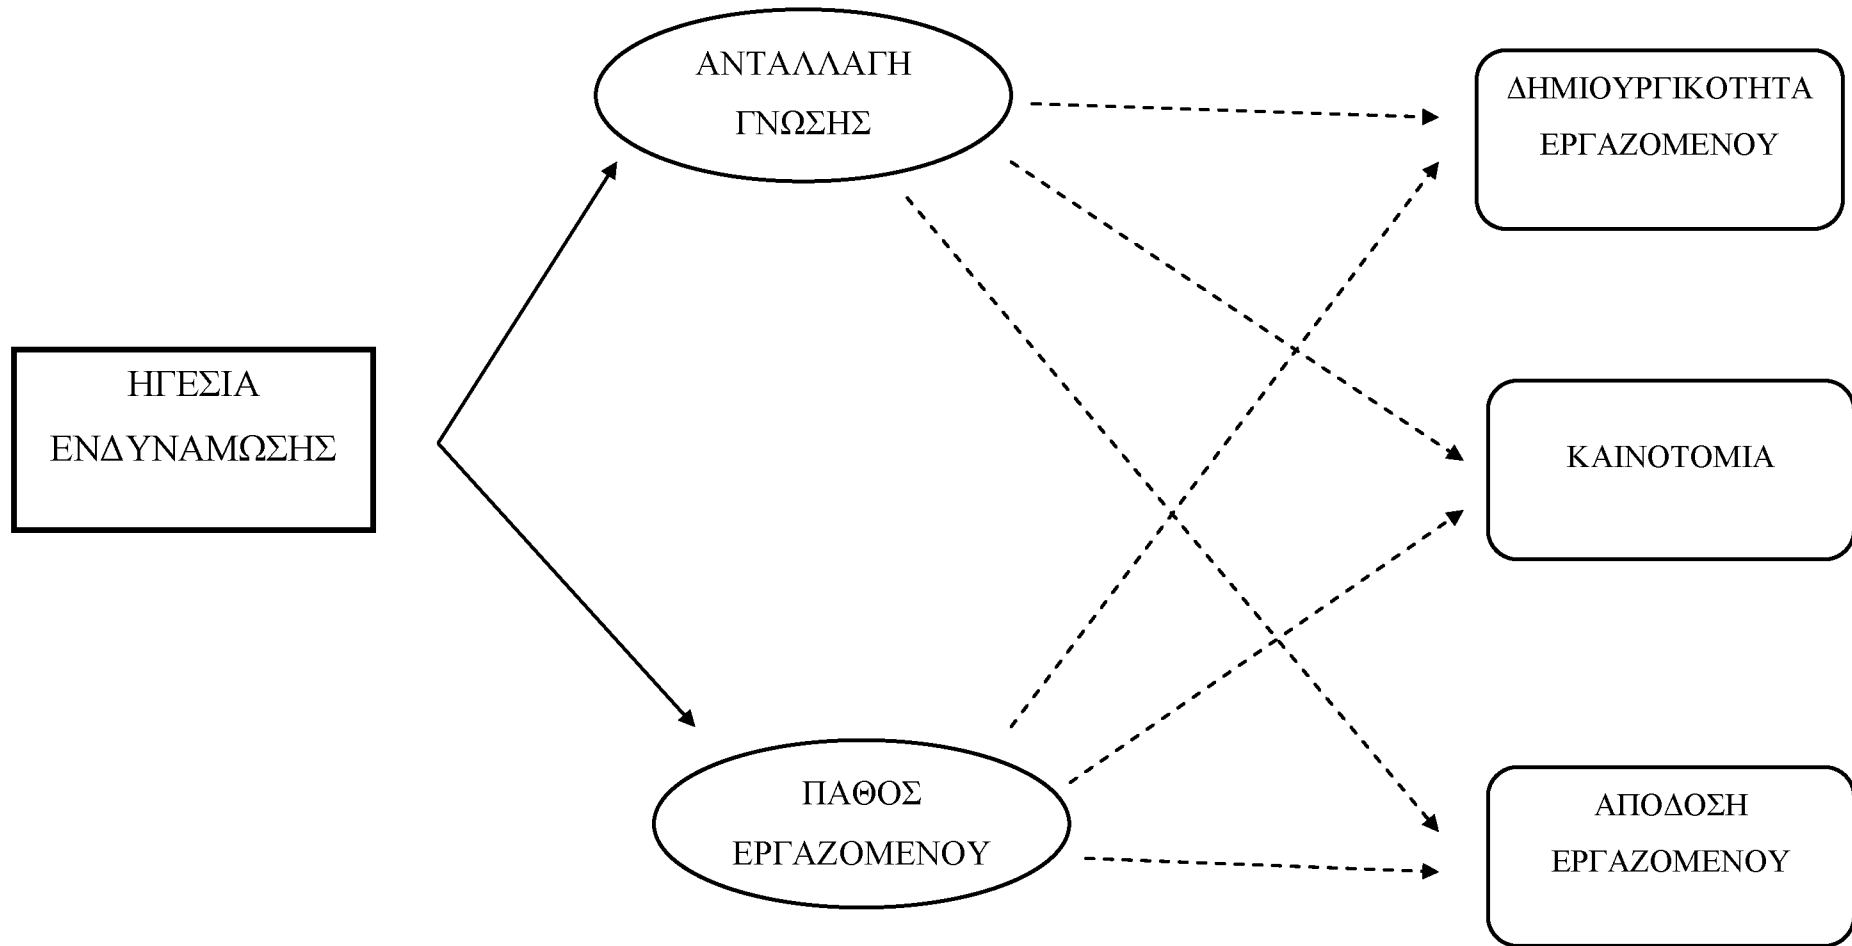 ΑΝΤΑΛΛΑΓΗ
ΓΝΩΣΗΣ
ΔΗΜΙΟΥΡΓΙΚΟΤΗΤΑ
ΕΡΓΑΖΟΜΕΝΟΥ
ΗΓΕΣΙΑ
ΕΝΔΥΝΑΜΩΣΗΣ
ΚΑΙΝΟΤΟΜΙΑ
ΠΑΘΟΣ
ΕΡΓΑΖΟΜΕΝΟΥ
ΑΠΟΔΟΣΗ
ΕΡΓΑΖΟΜΕΝΟΥ